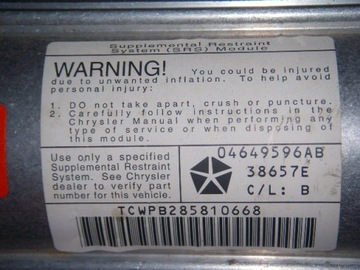 Supplemental Restraint
System (SRS) Module
WARNING! You could be injured
due to unwanted inflation. To help avoid
personal injury:
1. Do not take apart, crush or puncture.
2. Carefully follow instructions in the
Chrysler Manual when performing any
type of service or when disposing of
this module.
Use only a specified
Supplemental Restraint
System. See Chrysler
dealer to verify part
number for this vehicle.
04649596AB
38657E
C/L: B
TCWPB285810668